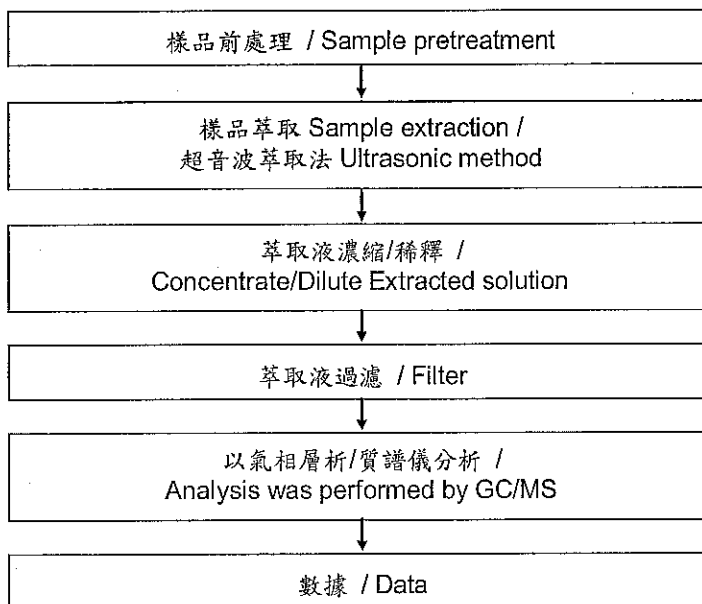 樣品前處理 / Sample pretreatment
樣品萃取 Sample extraction /
超音波萃取法 Ultrasonic method
萃取液濃縮/稀釋 /
Concentrate/Dilute Extracted solution
萃取液過濾 / Filter
以氣相層析/質譜儀分析 /
Analysis was performed by GC/MS
數據 / Data